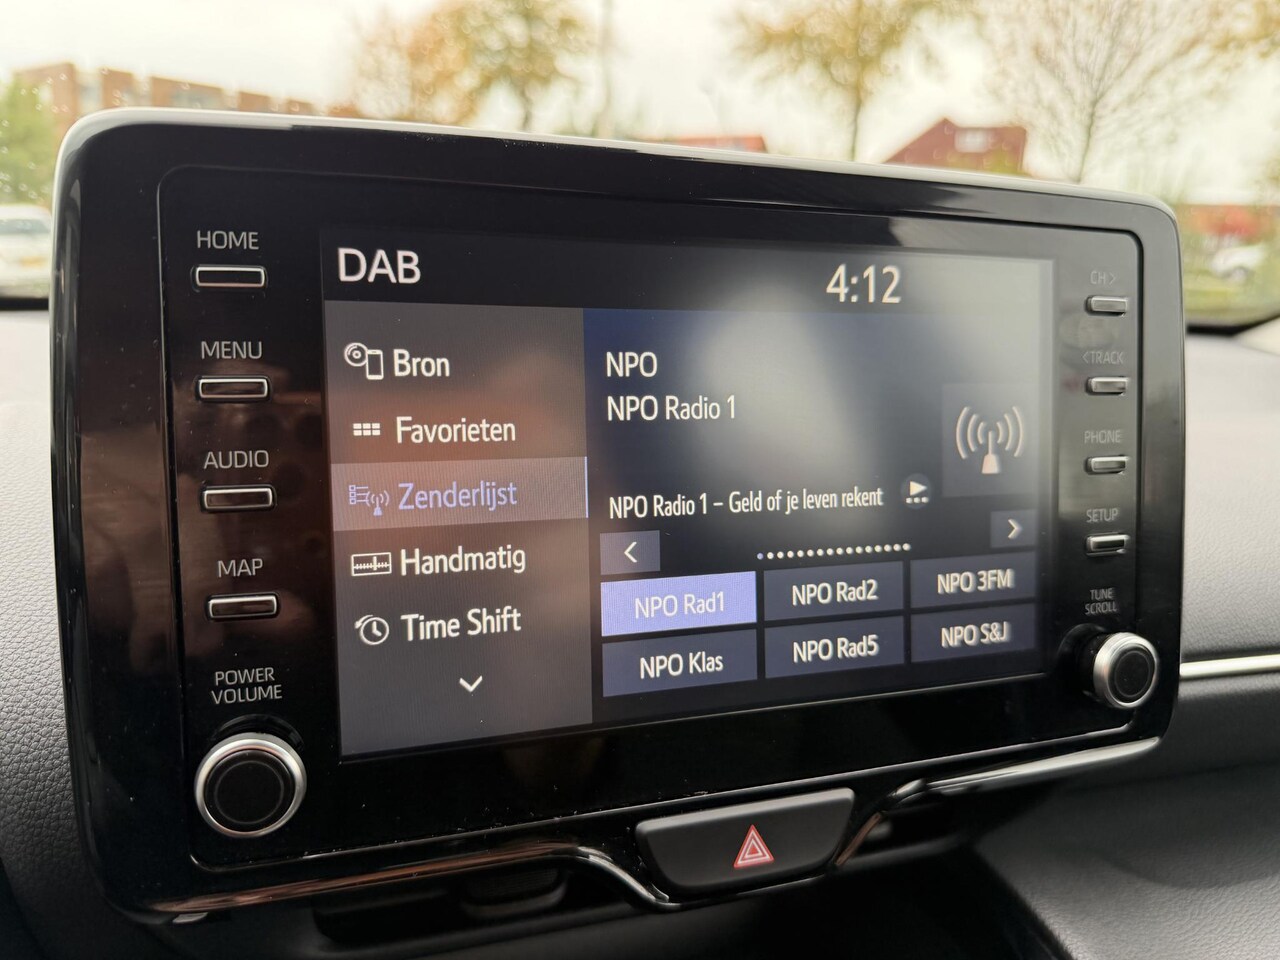 HOME
MENU
AUDIO
MAP
POWER
VOLUME
DAB
4:12
Bron
Favorieten
Zenderlijst
Handmatig
Time Shift
NPO
NPO Radio 1
NPO Radio 1 – Geld of je leven rekent
<
>
NPO Rad1
NPO Rad2
NPO 3FM
NPO Klas
NPO Rad5
NPO S&J
CH >
< TRACK
PHONE
SETUP
TUNE
SCROLL